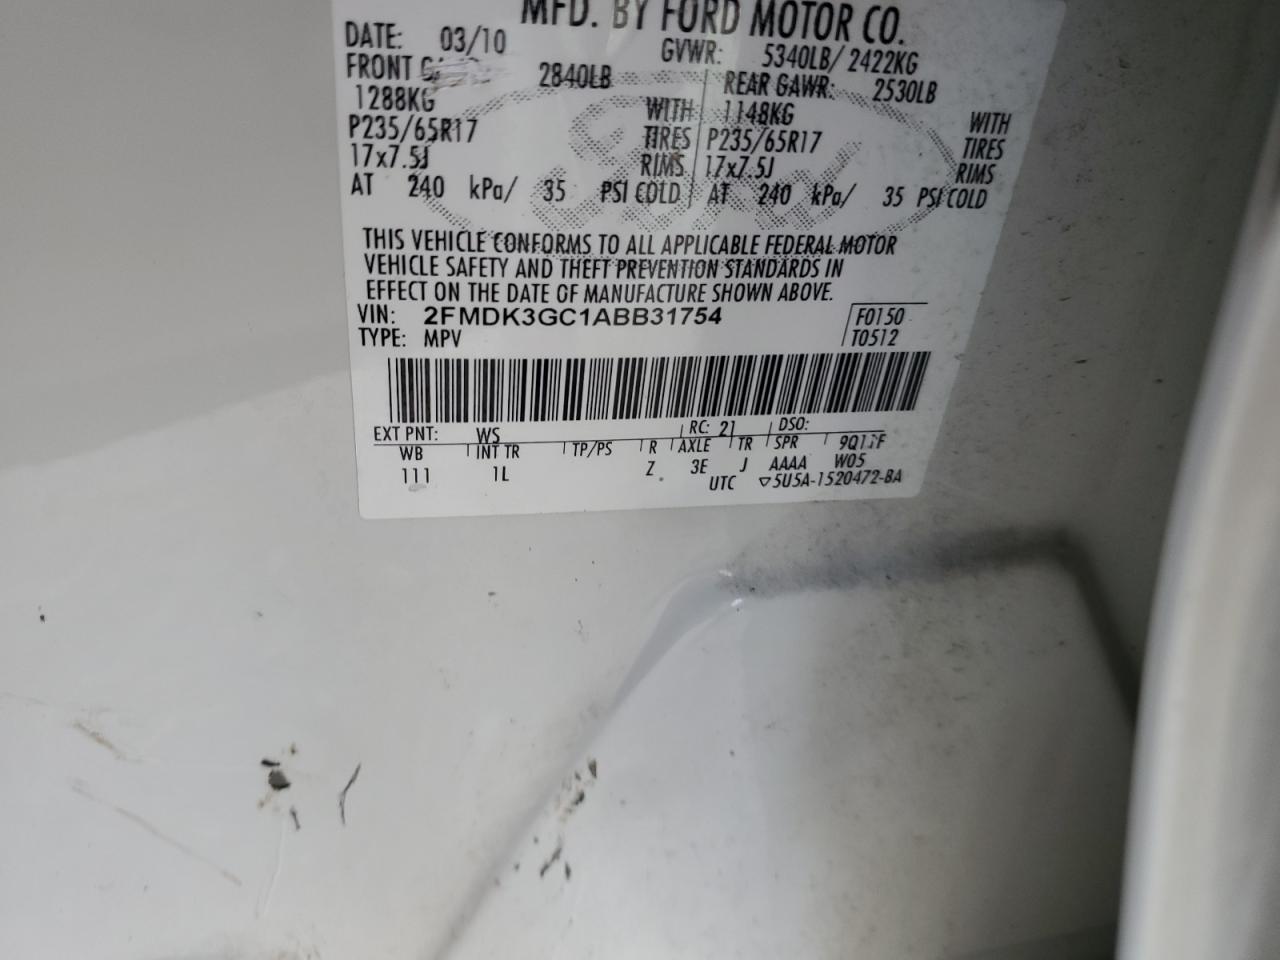 MFD. BY FORD MOTOR CO.
DATE: 03/10 GVWR: 5340LB/ 2422KG
FRONT 2840LB REAR GAWR: 2530LB
1288KG WITH 1148KG WITH
P235/65R17 TIRES P235/65R17 TIRES
17x7.5J RIMS 17x7.5J RIMS
AT 240 kPa/ 35 PSI COLD AT 240 kPa/ 35 PSI COLD
THIS VEHICLE CONFORMS TO ALL APPLICABLE FEDERAL MOTOR
VEHICLE SAFETY AND THEFT PREVENTION STANDARDS IN
EFFECT ON THE DATE OF MANUFACTURE SHOWN ABOVE.
VIN: 2FMDK3GC1ABB31754 F0150
TYPE: MPV T0512
EXT PNT: WS RC: 21 DSO:
WB INT TR TP/PS R AXLE TR SPR
111 1L Z 3E J AAAA W05
UTC ▽5U5A-1520472-BA